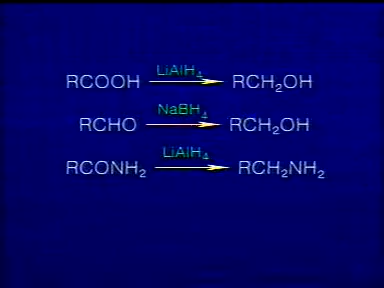 RCOOH LiAlH₄ RCH₂OH
RCHO NaBH₄ RCH₂OH
RCONH₂ LiAlH₄ RCH₂NH₂